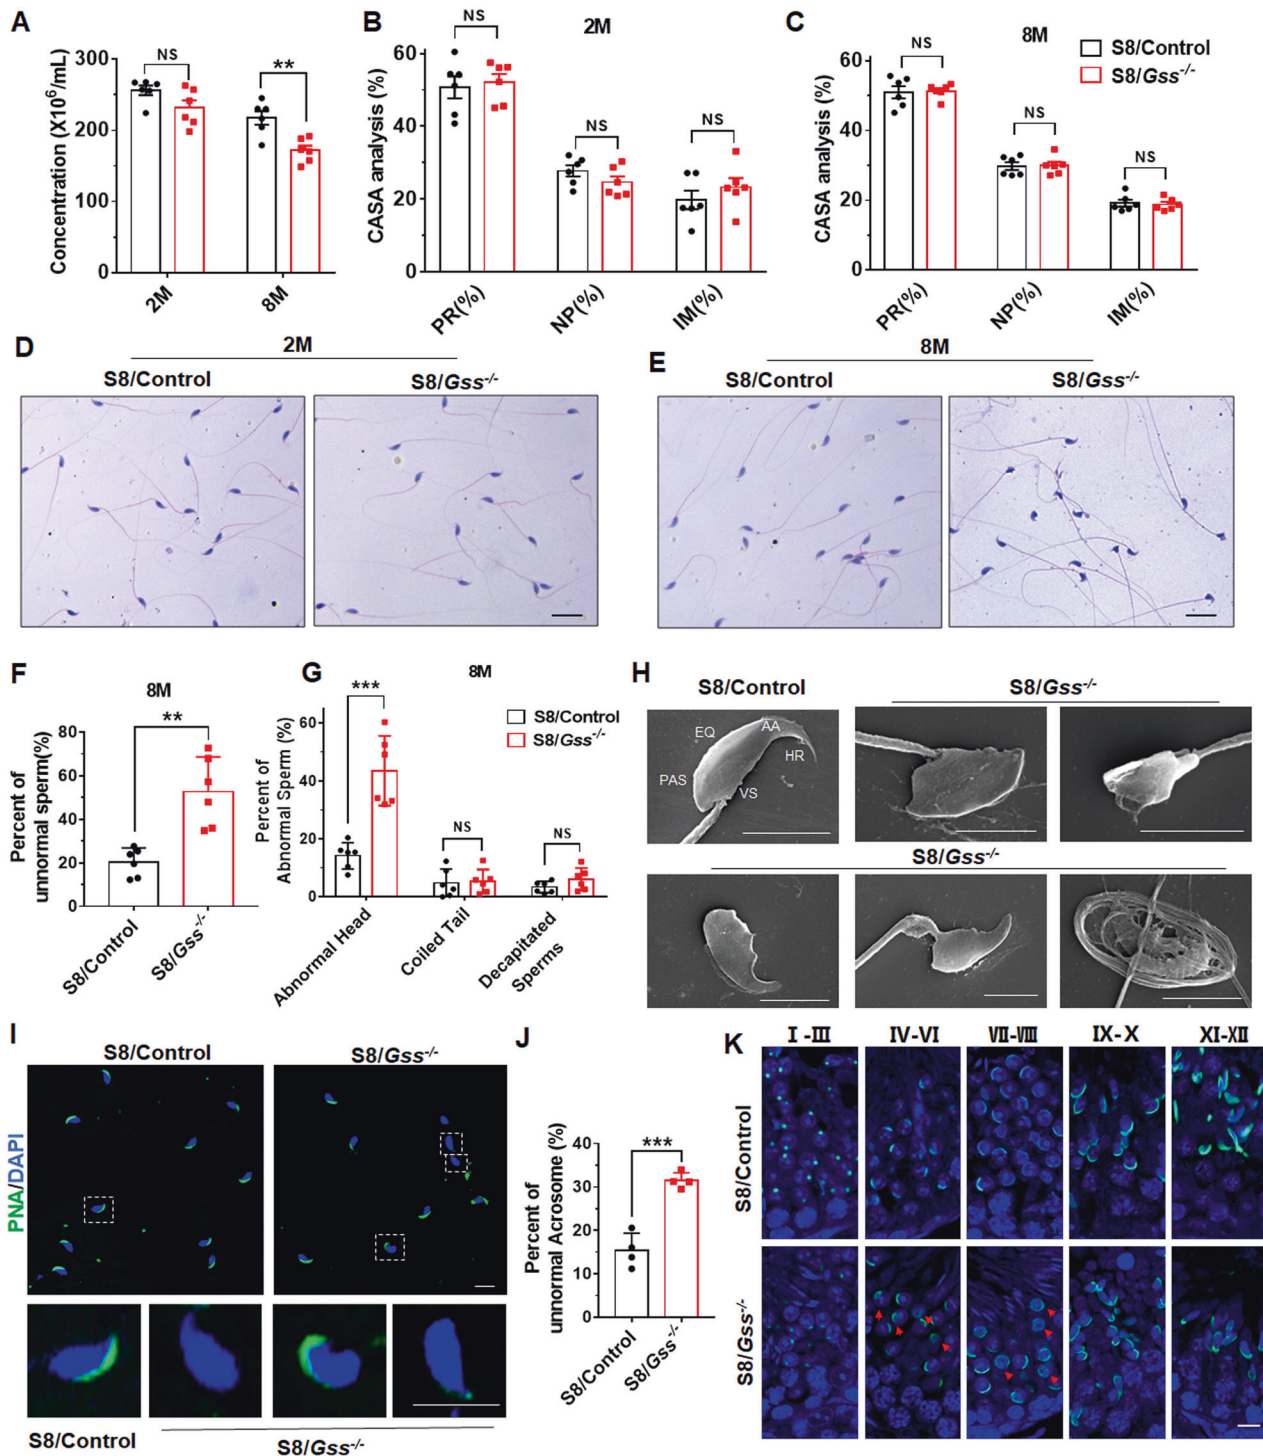 A
Concentration (X10⁶/mL)
300
200
100
0
NS
**
2M
8M
B
2M
CASA analysis (%)
60
40
20
0
NS
NS
NS
PR(%)
NP(%)
IM(%)
C
8M
S8/Control
S8/Gss⁻/⁻
CASA analysis (%)
60
40
20
0
NS
NS
NS
PR(%)
NP(%)
IM(%)
D
2M
S8/Control
S8/Gss⁻/⁻
E
8M
S8/Control
S8/Gss⁻/⁻
F
8M
Percent of
unnormal sperm(%)
80
60
40
20
0
**
S8/Control
S8/Gss⁻/⁻
G
8M
S8/Control
S8/Gss⁻/⁻
Percent of
Abnormal Sperm (%)
60
40
20
0
***
NS
NS
Abnormal Head
Coiled Tail
Decapitated
Sperms
H
S8/Control
S8/Gss⁻/⁻
EQ
AA
HR
PAS
VS
S8/Gss⁻/⁻
I
S8/Control
S8/Gss⁻/⁻
PNA/DAPI
S8/Control
S8/Gss⁻/⁻
J
Percent of
unnormal Acrosome (%)
40
30
20
10
0
***
S8/Control
S8/Gss⁻/⁻
K
I-III
IV-VI
VII-VIII
IX-X
XI-XII
S8/Control
S8/Gss⁻/⁻